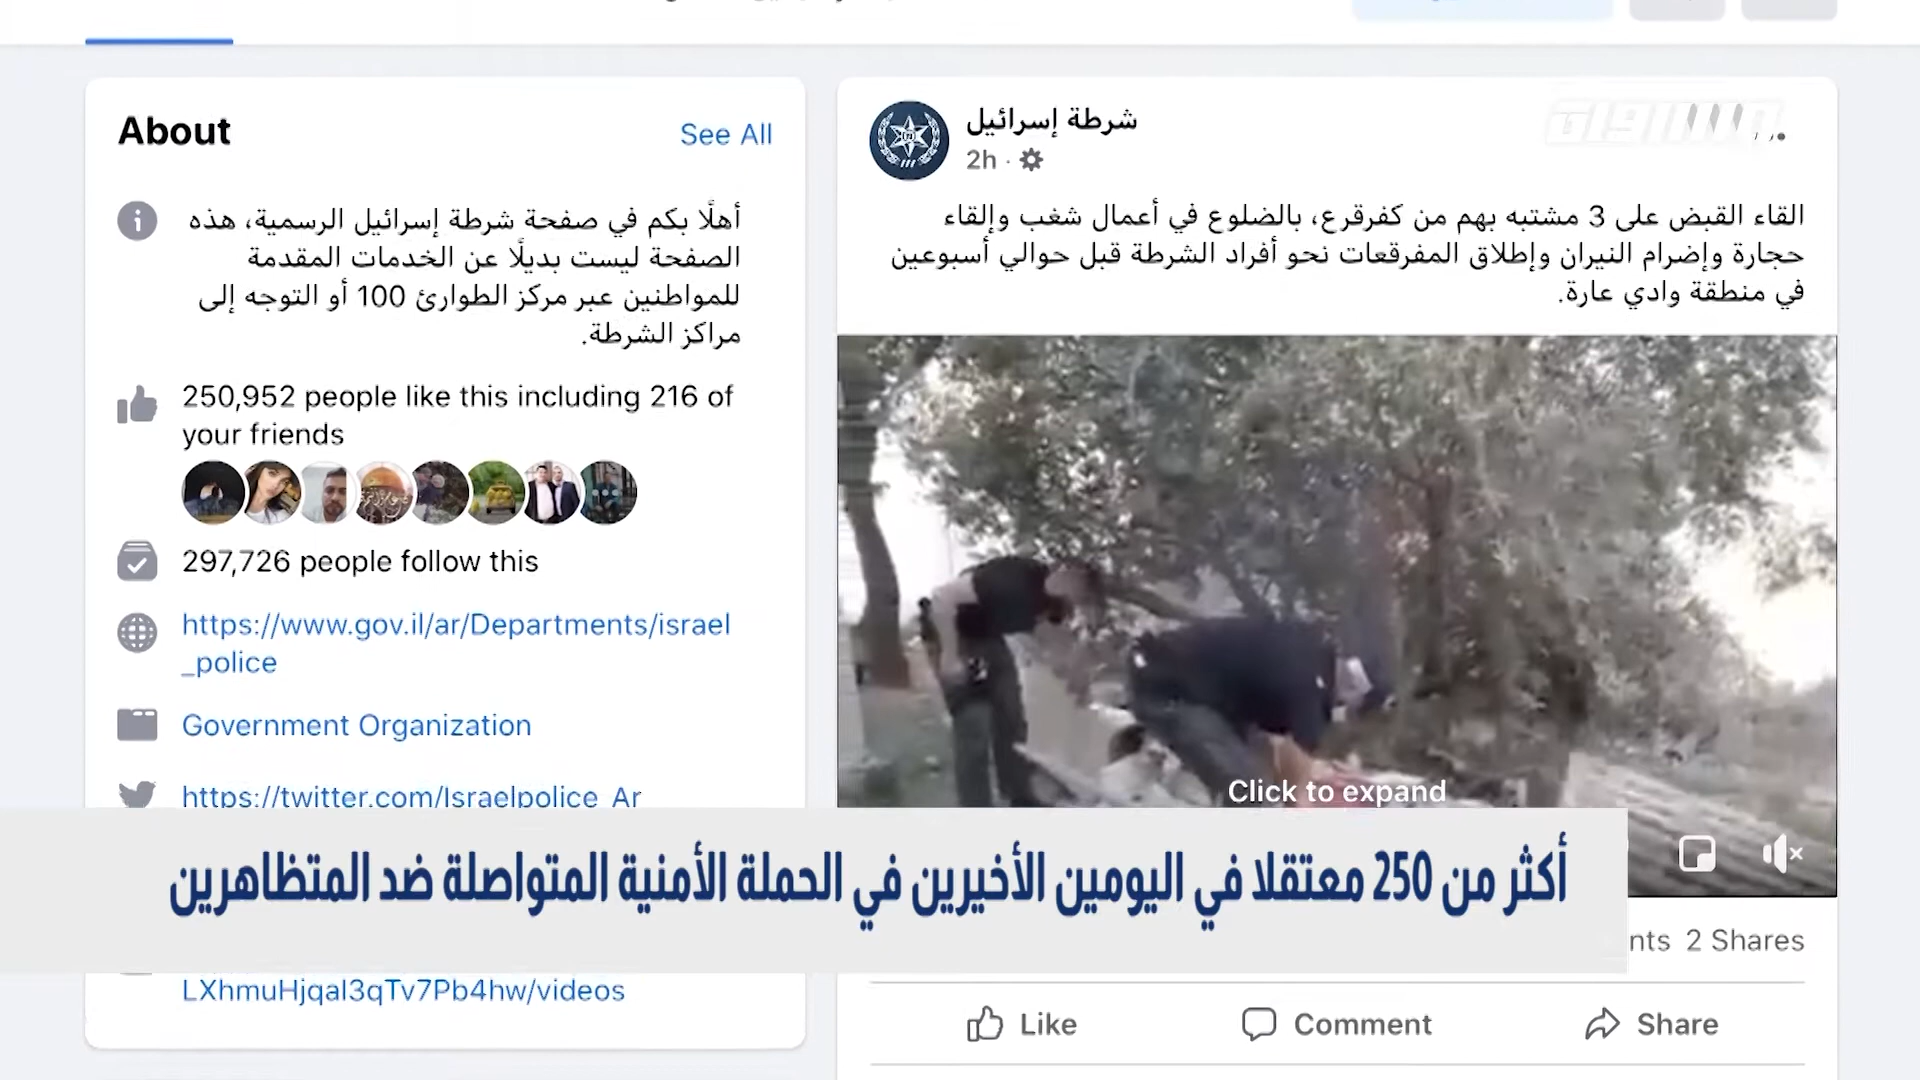 About
See All
أهلًا بكم في صفحة شرطة إسرائيل الرسمية، هذه
الصفحة ليست بديلًا عن الخدمات المقدمة
للمواطنين عبر مركز الطوارئ 100 أو التوجه إلى
مراكز الشرطة.
250,952 people like this including 216 of
your friends
297,726 people follow this
https://www.gov.il/ar/Departments/israel
_police
Government Organization
https://twitter.com/Israelpolice_Ar
LXhmuHjqal3qTv7Pb4hw/videos
شرطة إسرائيل
2h
القاء القبض على 3 مشتبه بهم من كفرقرع، بالضلوع في أعمال شغب وإلقاء
حجارة وإضرام النيران وإطلاق المفرقعات نحو أفراد الشرطة قبل حوالي أسبوعين
في منطقة وادي عارة.
مساواة
Click to expand
أكثر من 250 معتقلا في اليومين الأخيرين في الحملة الأمنية المتواصلة ضد المتظاهرين
2 Shares
Like
Comment
Share